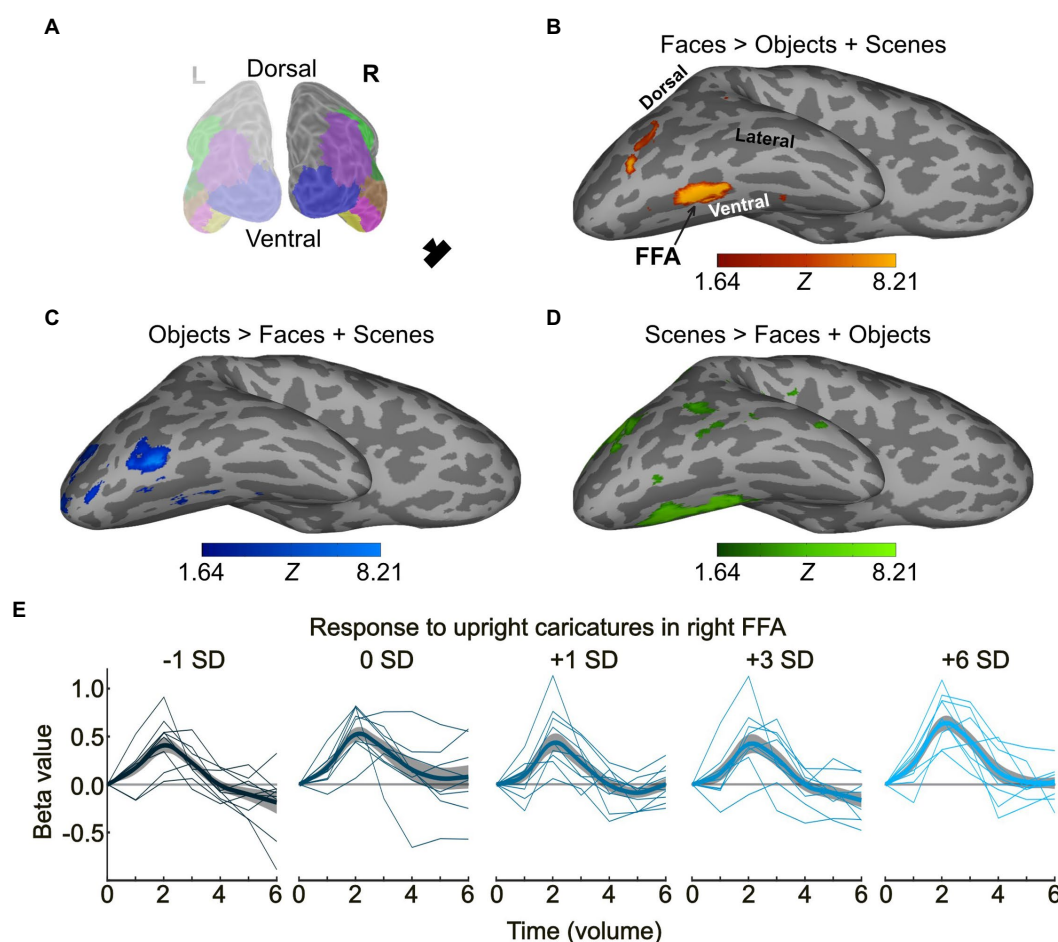 A
L
Dorsal
R
Ventral
B
Faces > Objects + Scenes
Dorsal
Lateral
Ventral
FFA
1.64 Z 8.21
C
Objects > Faces + Scenes
1.64 Z 8.21
D
Scenes > Faces + Objects
1.64 Z 8.21
E
Response to upright caricatures in right FFA
-1 SD 0 SD +1 SD +3 SD +6 SD
Beta value
1.0
0.5
0.0
-0.5
0 2 4 6 0 2 4 6 0 2 4 6 0 2 4 6 0 2 4 6
Time (volume)